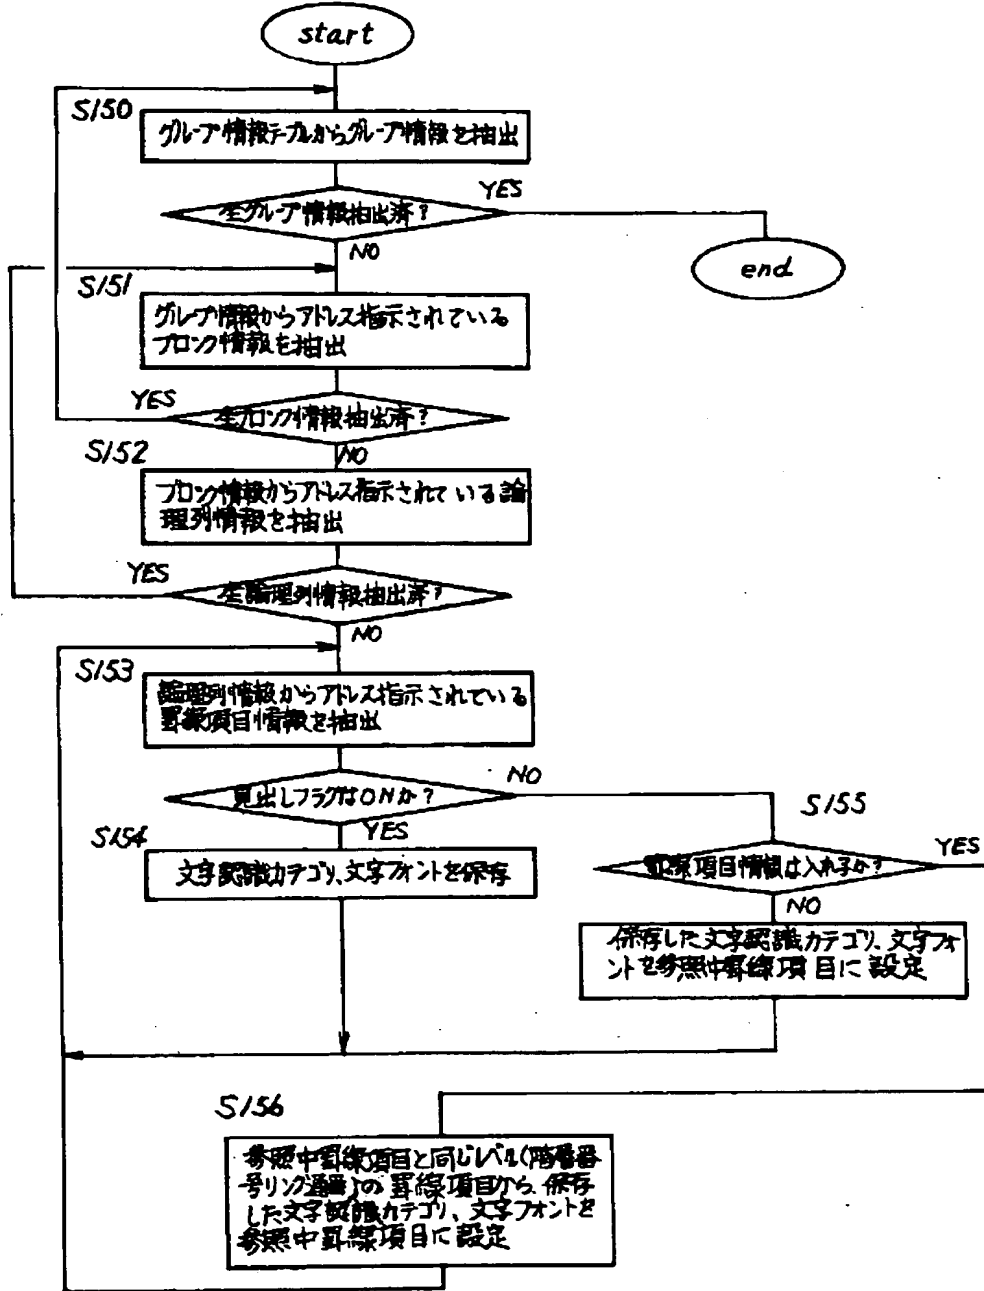 start
S150
グループ情報テーブルからグループ情報を抽出
全グループ情報抽出済？
YES
NO
end
S151
グループ情報からアドレス指示されている
ブロック情報を抽出
YES
全ブロック情報抽出済？
NO
S152
ブロック情報からアドレス指示されている論
理列情報を抽出
YES
全論理列情報抽出済？
NO
S153
論理列情報からアドレス指示されている
罫線項目情報を抽出
見出しフラグはONか？
NO
YES
S154
文字認識カテゴリ、文字フォントを保存
S155
罫線項目情報は入れ子か？
YES
NO
保存した文字認識カテゴリ、文字フォ
ントを参照中罫線項目に設定
S156
参照中罫線項目と同じレベル(階層番
号リンク通番)の罫線項目から、保存
した文字認識カテゴリ、文字フォントを
参照中罫線項目に設定